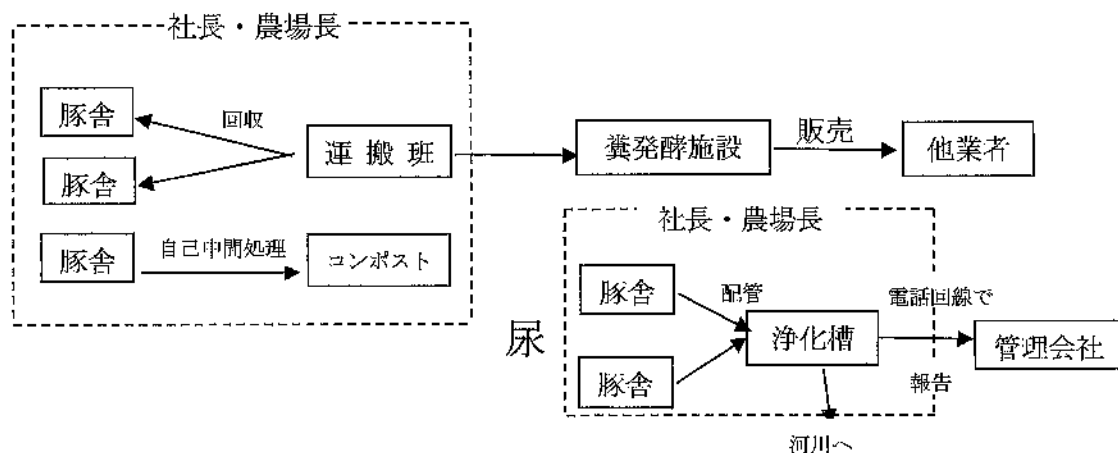 社長・農場長
豚舎
回収
運搬班
糞発酵施設
販売
他業者
豚舎
豚舎
自己中間処理
コンポスト
社長・農場長
豚舎
配管
電話回線で
尿
浄化槽
管理会社
豚舎
報告
河川へ